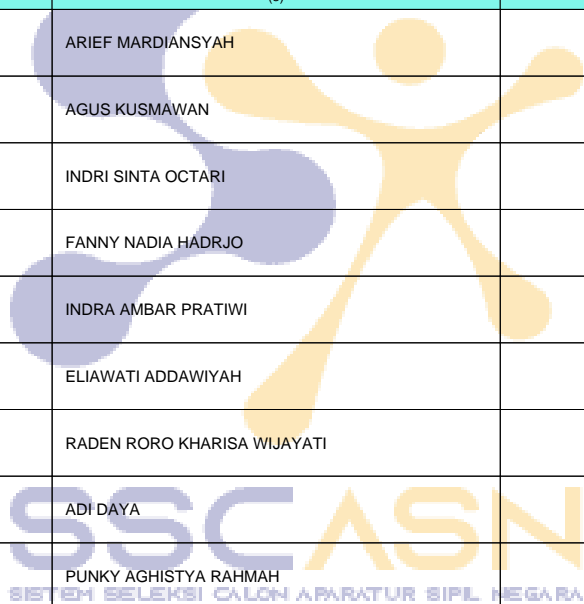 (3)
ARIEF MARDIANSYAH
AGUS KUSMAWAN
INDRI SINTA OCTARI
FANNY NADIA HADRJO
INDRA AMBAR PRATIWI
ELIAWATI ADDAWIYAH
RADEN RORO KHARISA WIJAYATI
ADI DAYA
SSCASN
PUNKY AGHISTYA RAHMAH
SISTEM SELEKSI CALON APARATUR SIPIL NEGARA